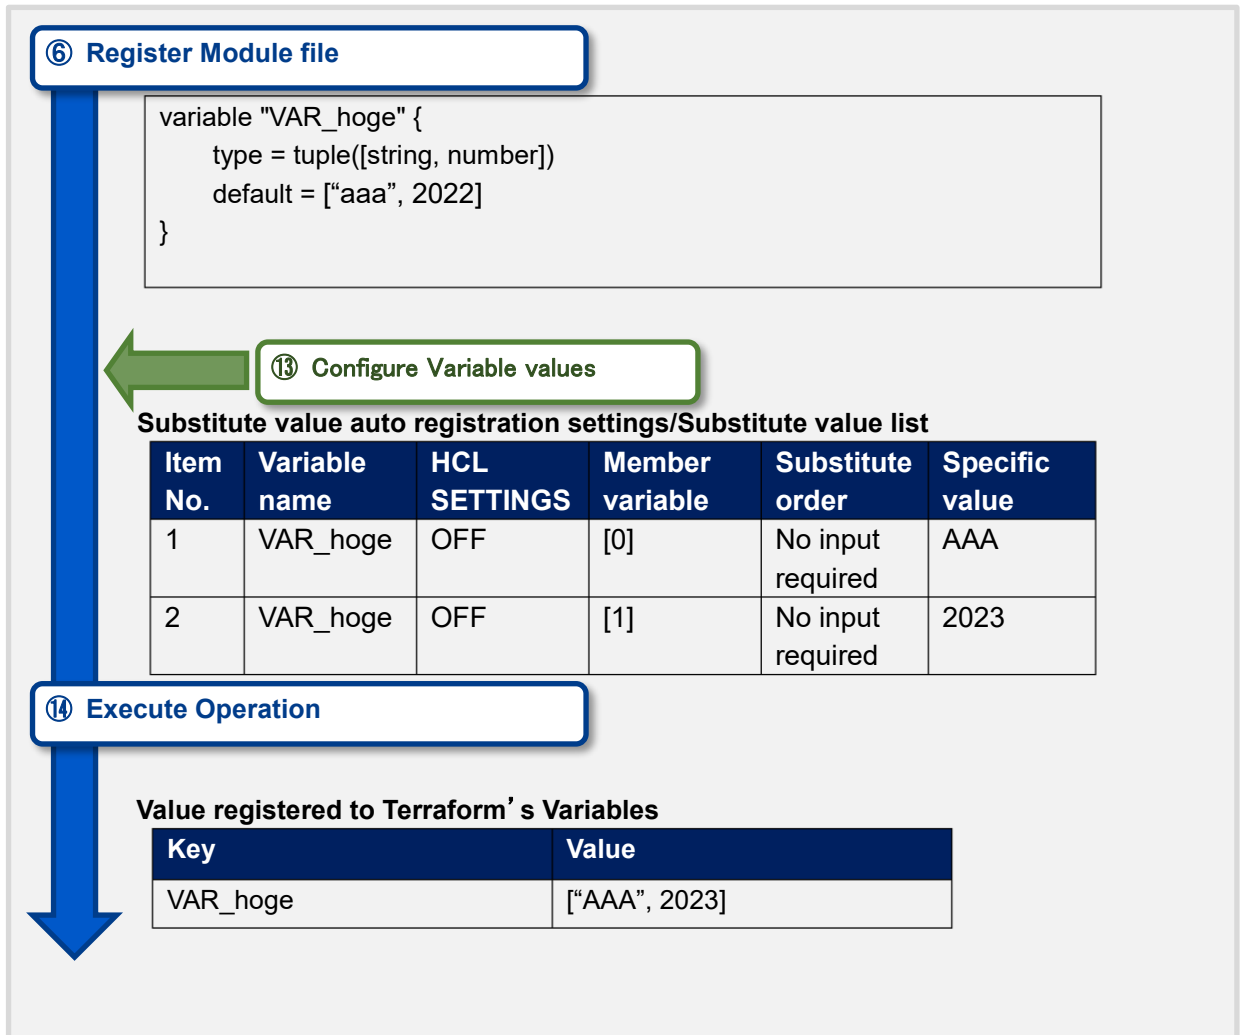 ⑥ Register Module file
variable "VAR_hoge" {
type = tuple([string, number])
default = [“aaa”, 2022]
}
⑬ Configure Variable values
Substitute value auto registration settings/Substitute value list
Item No. Variable name HCL SETTINGS Member variable Substitute order Specific value
1 VAR_hoge OFF [0] No input required AAA
2 VAR_hoge OFF [1] No input required 2023
⑭ Execute Operation
Value registered to Terraform’s Variables
Key Value
VAR_hoge [“AAA”, 2023]